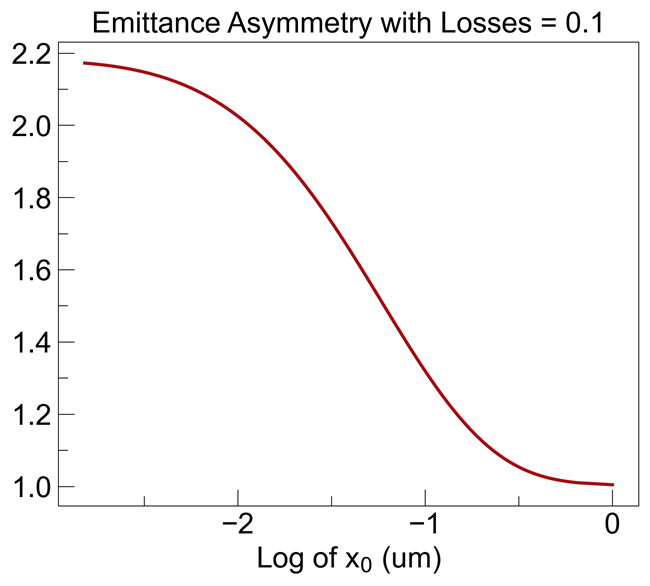 Emittance Asymmetry with Losses = 0.1
2.2
2.0
1.8
1.6
1.4
1.2
1.0
−2 −1 0
Log of x₀ (um)